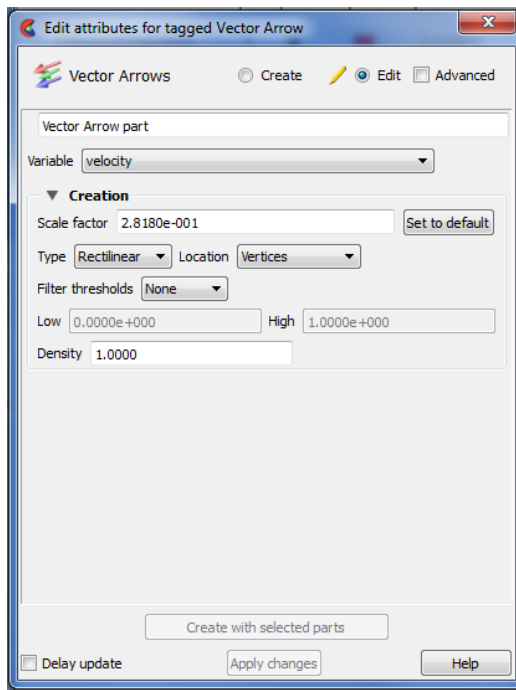 Edit attributes for tagged Vector Arrow
Vector Arrows Create Edit Advanced
Vector Arrow part
Variable velocity
Creation
Scale factor 2.8180e-001 Set to default
Type Rectilinear Location Vertices
Filter thresholds None
Low 0.0000e+000 High 1.0000e+000
Density 1.0000
Create with selected parts
Delay update Apply changes Help